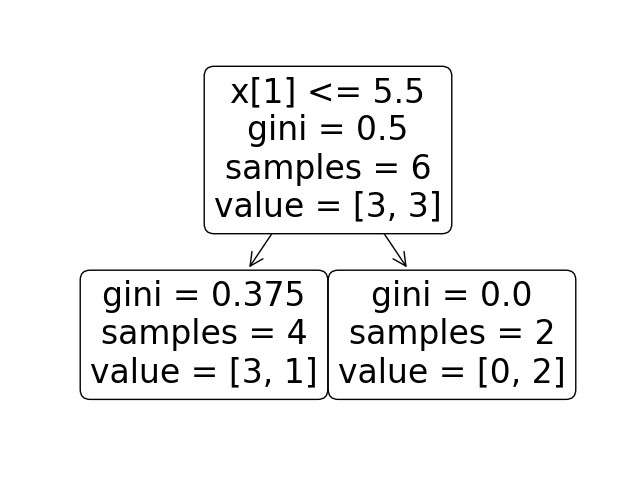 x[1] <= 5.5
gini = 0.5
samples = 6
value = [3, 3]
gini = 0.375
samples = 4
value = [3, 1]
gini = 0.0
samples = 2
value = [0, 2]